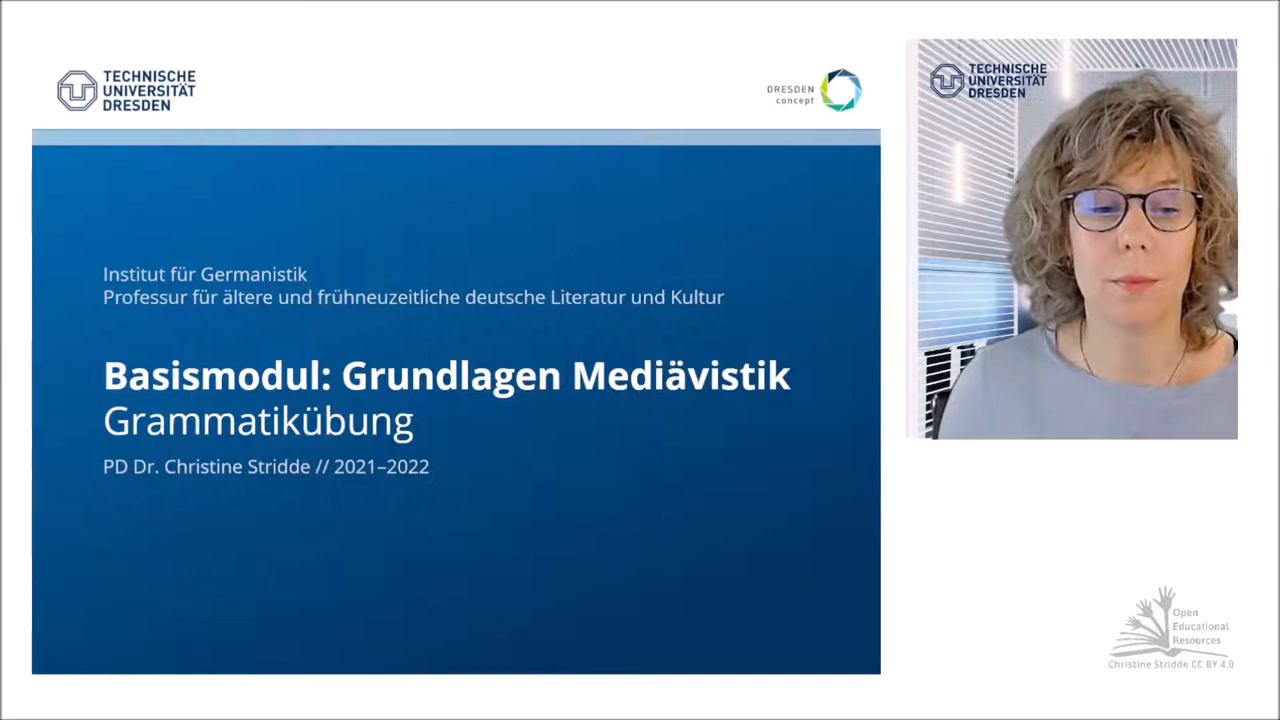 TECHNISCHE
UNIVERSITÄT
DRESDEN
DRESDEN
concept
Institut für Germanistik
Professur für ältere und frühneuzeitliche deutsche Literatur und Kultur
Basismodul: Grundlagen Mediävistik
Grammatikübung
PD Dr. Christine Stridde // 2021–2022
TECHNISCHE
UNIVERSITÄT
DRESDEN
Open
Educational
Resources
Christine Stridde CC BY 4.0